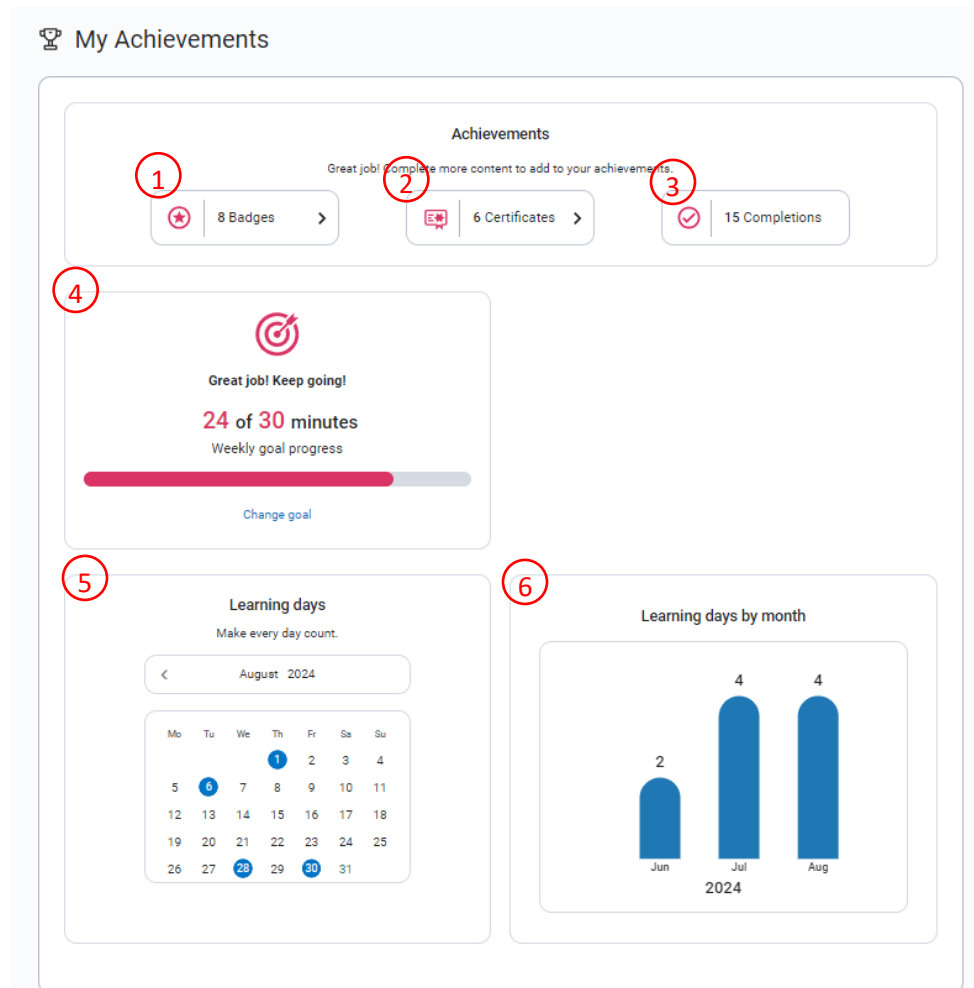 My Achievements
Achievements
Great job! Complete more content to add to your achievements.
1
2
3
8 Badges
6 Certificates
15 Completions
4
Great job! Keep going!
24 of 30 minutes
Weekly goal progress
Change goal
5
Learning days
Make every day count.
August 2024
Mo Tu We Th Fr Sa Su
1 2 3 4
5 6 7 8 9 10 11
12 13 14 15 16 17 18
19 20 21 22 23 24 25
26 27 28 29 30 31
6
Learning days by month
4 4
2
Jun Jul Aug
2024